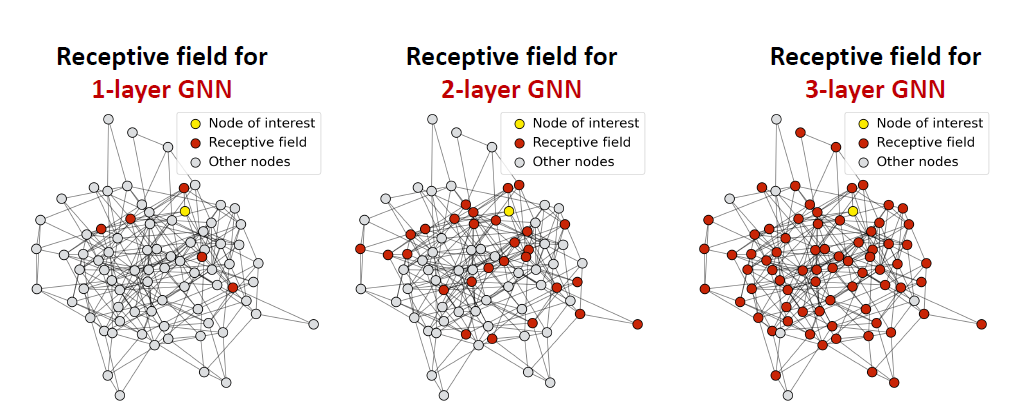 Receptive field for
1-layer GNN
Node of interest
Receptive field
Other nodes
Receptive field for
2-layer GNN
Node of interest
Receptive field
Other nodes
Receptive field for
3-layer GNN
Node of interest
Receptive field
Other nodes